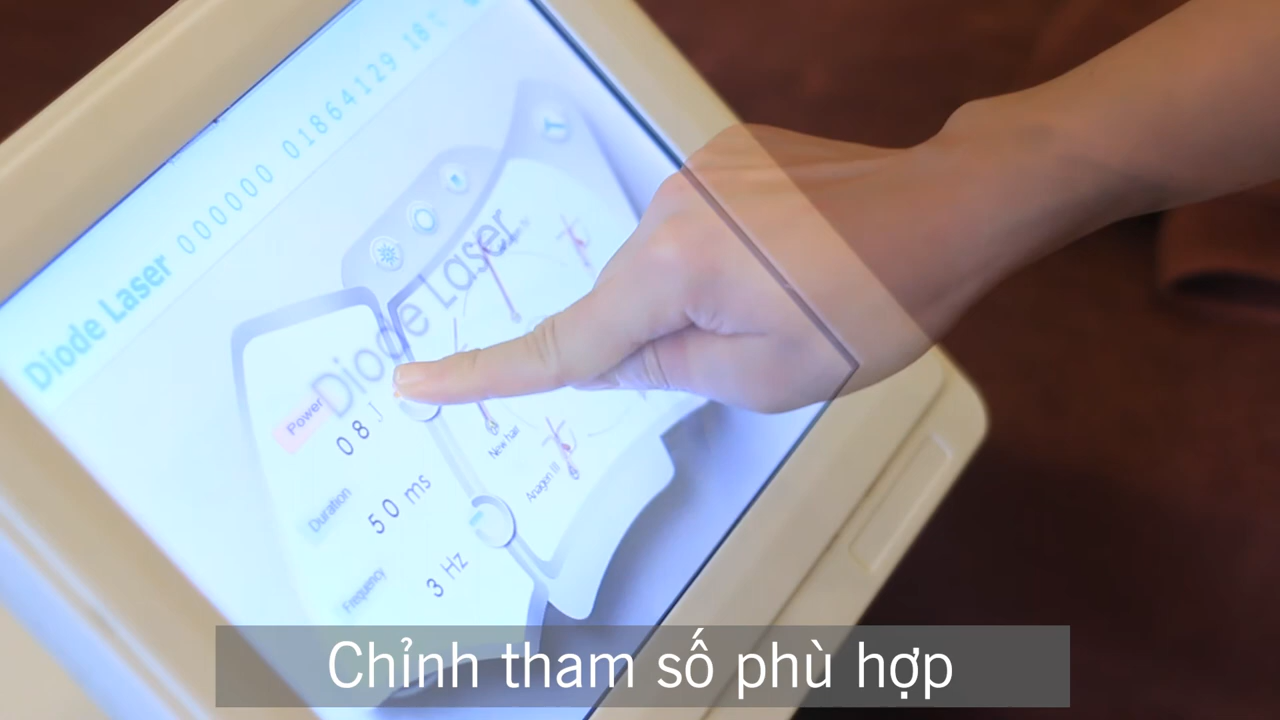 Diode Laser 000000 01864129 18
Diode Laser
Power
08 J
Duration
50 ms
Frequency
3 Hz
New hair
Anagen III
Chỉnh tham số phù hợp